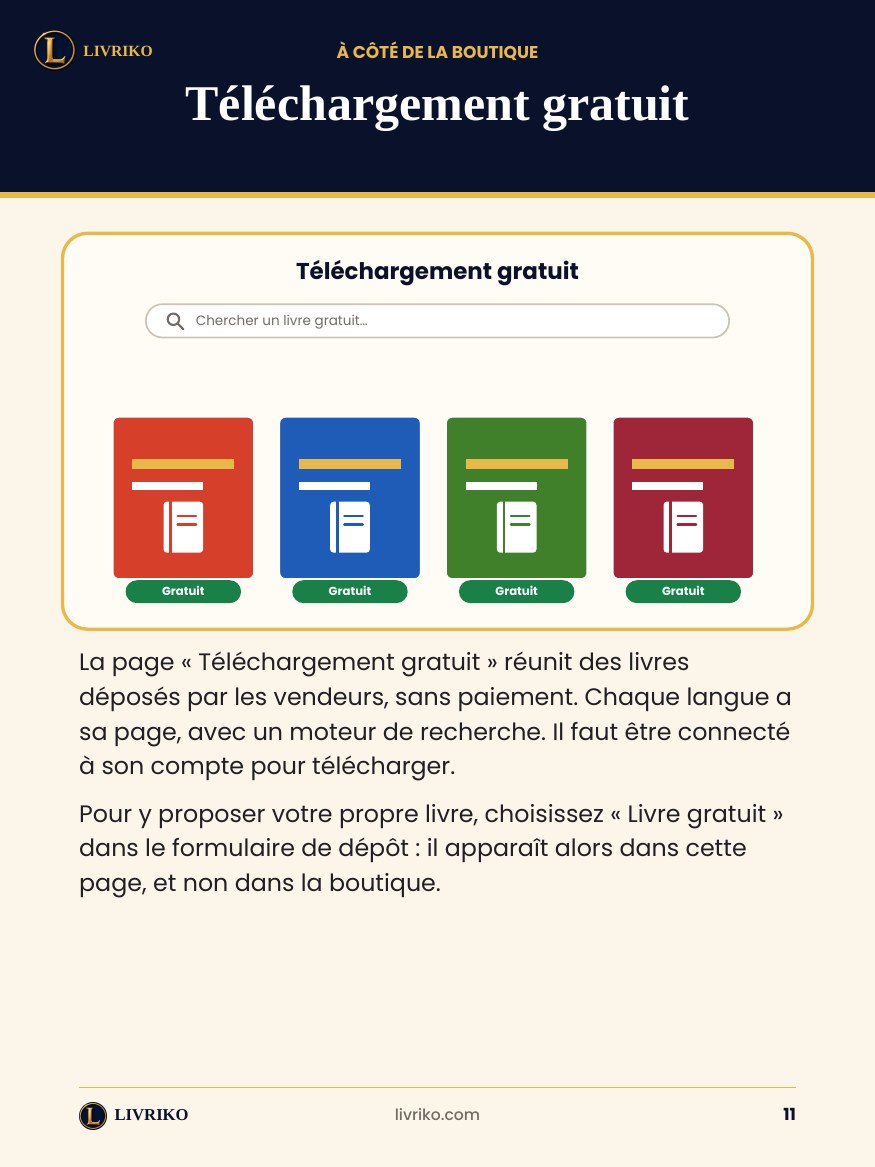 LIVRIKO
À CÔTÉ DE LA BOUTIQUE
Téléchargement gratuit
Téléchargement gratuit
Chercher un livre gratuit…
Gratuit
Gratuit
Gratuit
Gratuit
La page « Téléchargement gratuit » réunit des livres
déposés par les vendeurs, sans paiement. Chaque langue a
sa page, avec un moteur de recherche. Il faut être connecté
à son compte pour télécharger.
Pour y proposer votre propre livre, choisissez « Livre gratuit »
dans le formulaire de dépôt : il apparaît alors dans cette
page, et non dans la boutique.
LIVRIKO
livriko.com
11